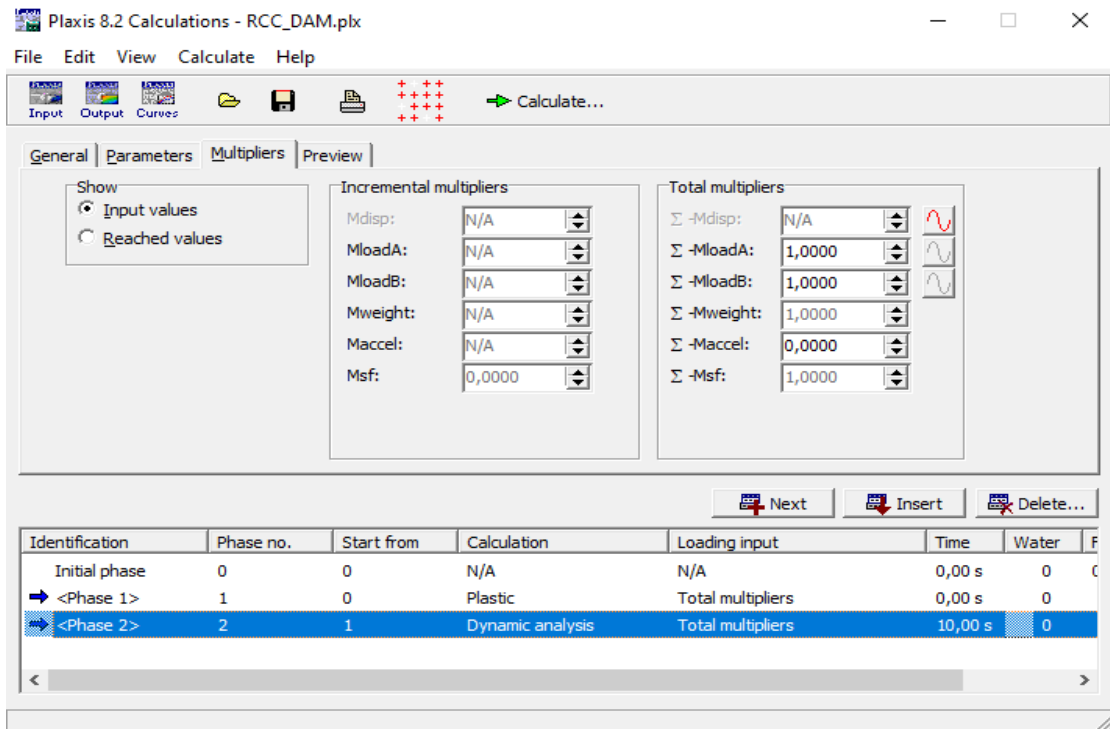 Plaxis 8.2 Calculations - RCC_DAM.plx
File Edit View Calculate Help
Input Output Curves Calculate...
General Parameters Multipliers Preview
Show
Input values
Reached values
Incremental multipliers
Mdisp: N/A
MloadA: N/A
MloadB: N/A
Mweight: N/A
Maccel: N/A
Msf: 0,0000
Total multipliers
Σ -Mdisp: N/A
Σ -MloadA: 1,0000
Σ -MloadB: 1,0000
Σ -Mweight: 1,0000
Σ -Maccel: 0,0000
Σ -Msf: 1,0000
Next Insert Delete...
Identification Phase no. Start from Calculation Loading input Time Water F
Initial phase 0 0 N/A N/A 0,00 s 0
<Phase 1> 1 0 Plastic Total multipliers 0,00 s 0
<Phase 2> 2 1 Dynamic analysis Total multipliers 10,00 s 0